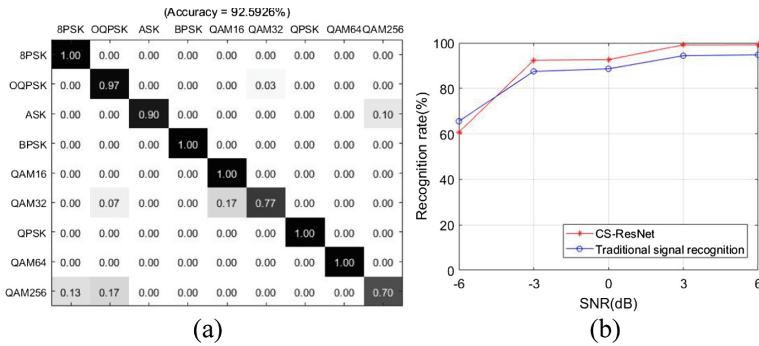 (Accuracy = 92.5926%)
8PSK OQPSK ASK BPSK QAM16 QAM32 QPSK QAM64 QAM256
8PSK 1.00 0.00 0.00 0.00 0.00 0.00 0.00 0.00 0.00
OQPSK 0.00 0.97 0.00 0.00 0.00 0.03 0.00 0.00 0.00
ASK 0.00 0.00 0.90 0.00 0.00 0.00 0.00 0.00 0.10
BPSK 0.00 0.00 0.00 1.00 0.00 0.00 0.00 0.00 0.00
QAM16 0.00 0.00 0.00 0.00 1.00 0.00 0.00 0.00 0.00
QAM32 0.00 0.07 0.00 0.00 0.17 0.77 0.00 0.00 0.00
QPSK 0.00 0.00 0.00 0.00 0.00 0.00 1.00 0.00 0.00
QAM64 0.00 0.00 0.00 0.00 0.00 0.00 0.00 1.00 0.00
QAM256 0.13 0.17 0.00 0.00 0.00 0.00 0.00 0.00 0.70
(a)
Recognition rate(%)
100
80
60
40
20
0
CS-ResNet
Traditional signal recognition
-6 -3 0 3 6
SNR(dB)
(b)